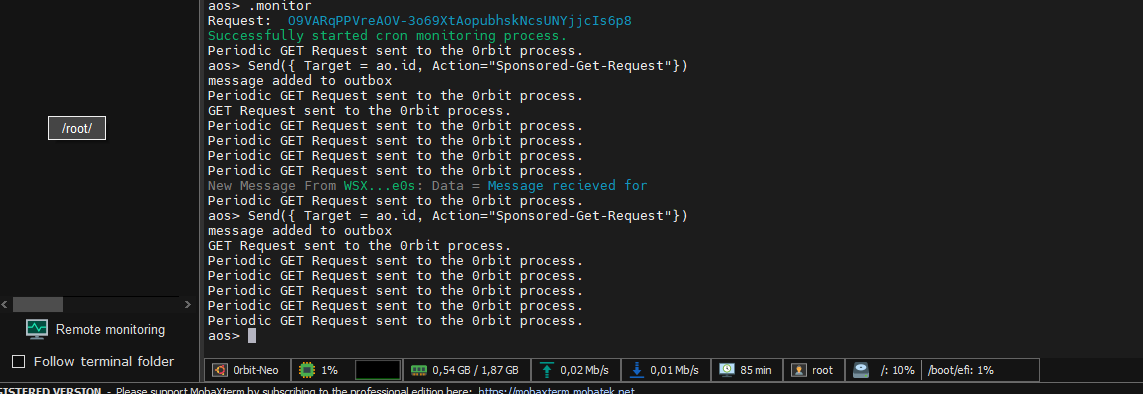 aos> .monitor
Request:  O9VARqPPVreAOV-3o69XtAopubhskNcsUNYjjcIs6p8
Successfully started cron monitoring process.
Periodic GET Request sent to the 0rbit process.
aos> Send({ Target = ao.id, Action="Sponsored-Get-Request"})
message added to outbox
Periodic GET Request sent to the 0rbit process.
GET Request sent to the 0rbit process.
Periodic GET Request sent to the 0rbit process.
Periodic GET Request sent to the 0rbit process.
Periodic GET Request sent to the 0rbit process.
Periodic GET Request sent to the 0rbit process.
New Message From WSX...e0s: Data = Message recieved for
Periodic GET Request sent to the 0rbit process.
aos> Send({ Target = ao.id, Action="Sponsored-Get-Request"})
message added to outbox
GET Request sent to the 0rbit process.
Periodic GET Request sent to the 0rbit process.
Periodic GET Request sent to the 0rbit process.
Periodic GET Request sent to the 0rbit process.
Periodic GET Request sent to the 0rbit process.
Periodic GET Request sent to the 0rbit process.
aos>
/root/
Remote monitoring
Follow terminal folder
0rbit-Neo 1% 0,54 GB / 1,87 GB 0,02 Mb/s 0,01 Mb/s 85 min root /: 10% /boot/efi: 1%
GISTERED VERSION - Please support MobaXterm by subscribing to the professional edition here: https://mobaxterm.mobatek.net